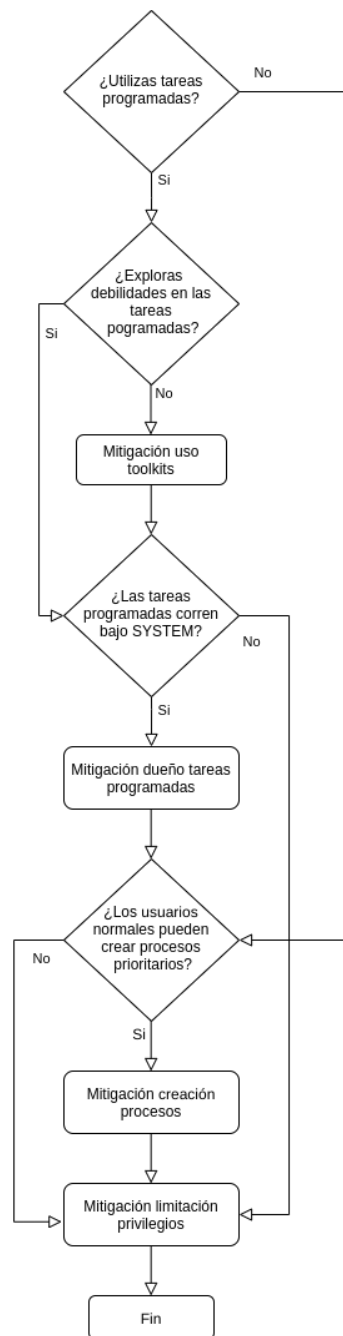 ¿Utilizas tareas
programadas?
No
Si
¿Exploras
debilidades en las
tareas
pogramadas?
Si
No
Mitigación uso
toolkits
¿Las tareas
programadas corren
bajo SYSTEM?
No
Si
Mitigación dueño tareas
programadas
¿Los usuarios
normales pueden
crear procesos
prioritarios?
No
Si
Mitigación creación
procesos
Mitigación limitación
privilegios
Fin